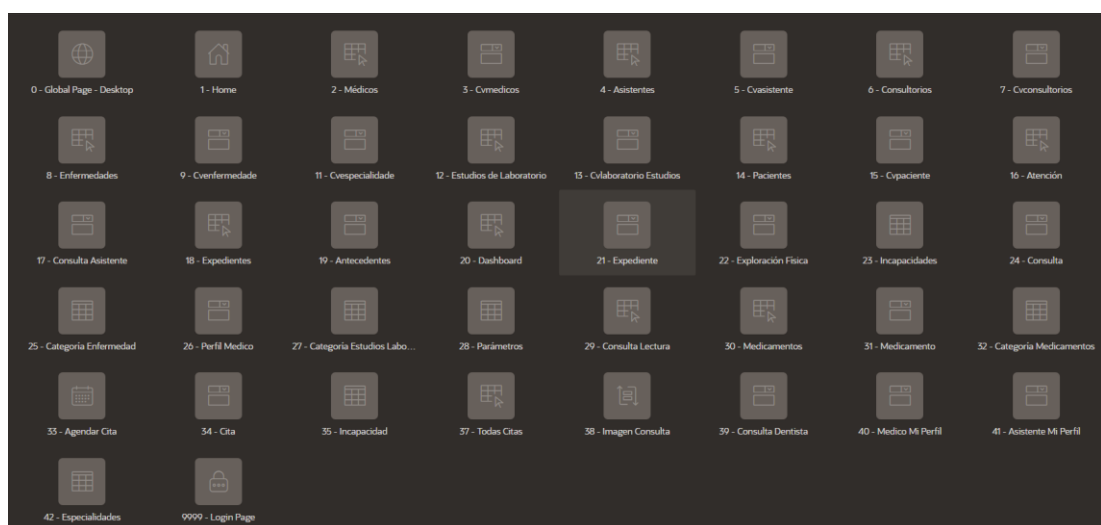 0 - Global Page - Desktop
1 - Home
2 - Médicos
3 - Cvmedicos
4 - Asistentes
5 - Cvasistente
6 - Consultorios
7 - Cvconsultorios
8 - Enfermedades
9 - Cvenfermedade
11 - Cvespecialidade
12 - Estudios de Laboratorio
13 - Cvlaboratorio Estudios
14 - Pacientes
15 - Cvpaciente
16 - Atención
17 - Consulta Asistente
18 - Expedientes
19 - Antecedentes
20 - Dashboard
21 - Expediente
22 - Exploración Física
23 - Incapacidades
24 - Consulta
25 - Categoria Enfermedad
26 - Perfil Medico
27 - Categoria Estudios Labo...
28 - Parámetros
29 - Consulta Lectura
30 - Medicamentos
31 - Medicamento
32 - Categoria Medicamentos
33 - Agendar Cita
34 - Cita
35 - Incapacidad
37 - Todas Citas
38 - Imagen Consulta
39 - Consulta Dentista
40 - Medico Mi Perfil
41 - Asistente Mi Perfil
42 - Especialidades
9999 - Login Page